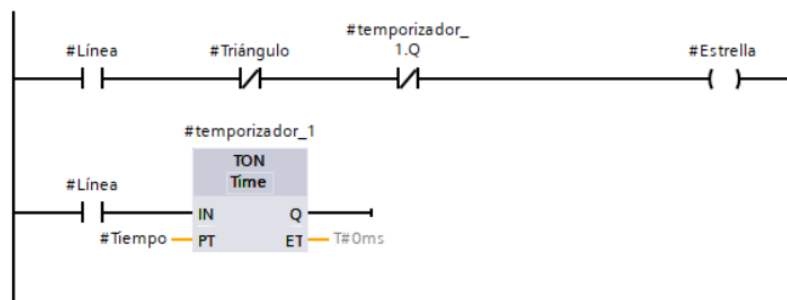 #Línea
#Triángulo
#temporizador_
1.Q
#Estrella
#temporizador_1
TON
Time
#Línea
IN
Q
#Tiempo
PT
ET
T#0ms